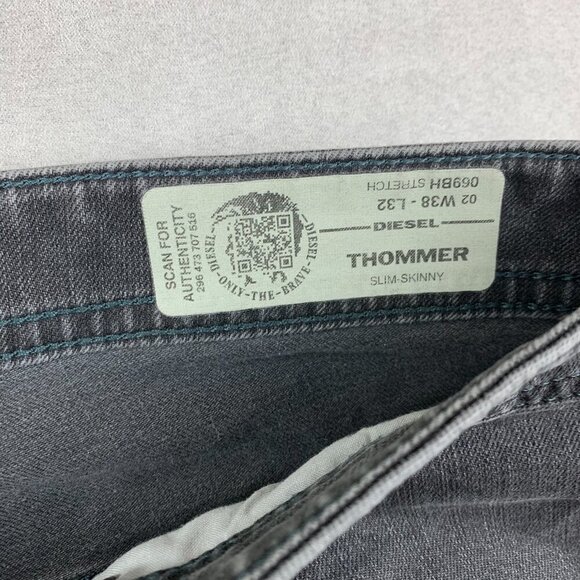 SCAN FOR
AUTHENTICITY
296 473 707 516
DIESEL
DIESEL
ONLY-THE-BRAVE
069BH STRETCH
02 W38 - L32
DIESEL
THOMMER
SLIM-SKINNY